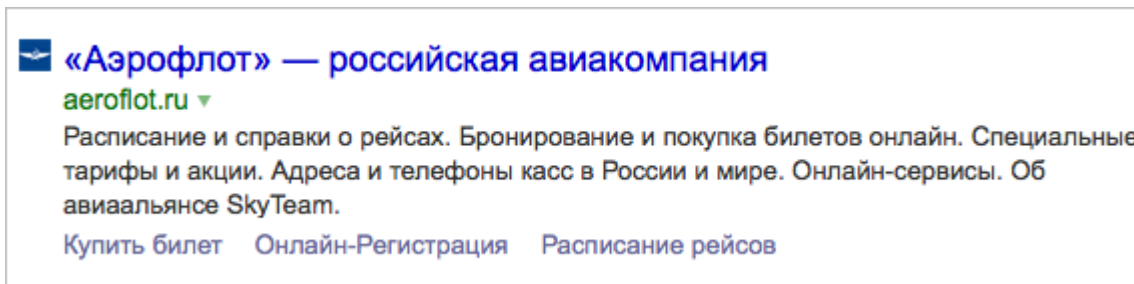 «Аэрофлот» — российская авиакомпания
aeroflot.ru
Расписание и справки о рейсах. Бронирование и покупка билетов онлайн. Специальные
тарифы и акции. Адреса и телефоны касс в России и мире. Онлайн-сервисы. Об
авиаальянсе SkyTeam.
Купить билет Онлайн-Регистрация Расписание рейсов